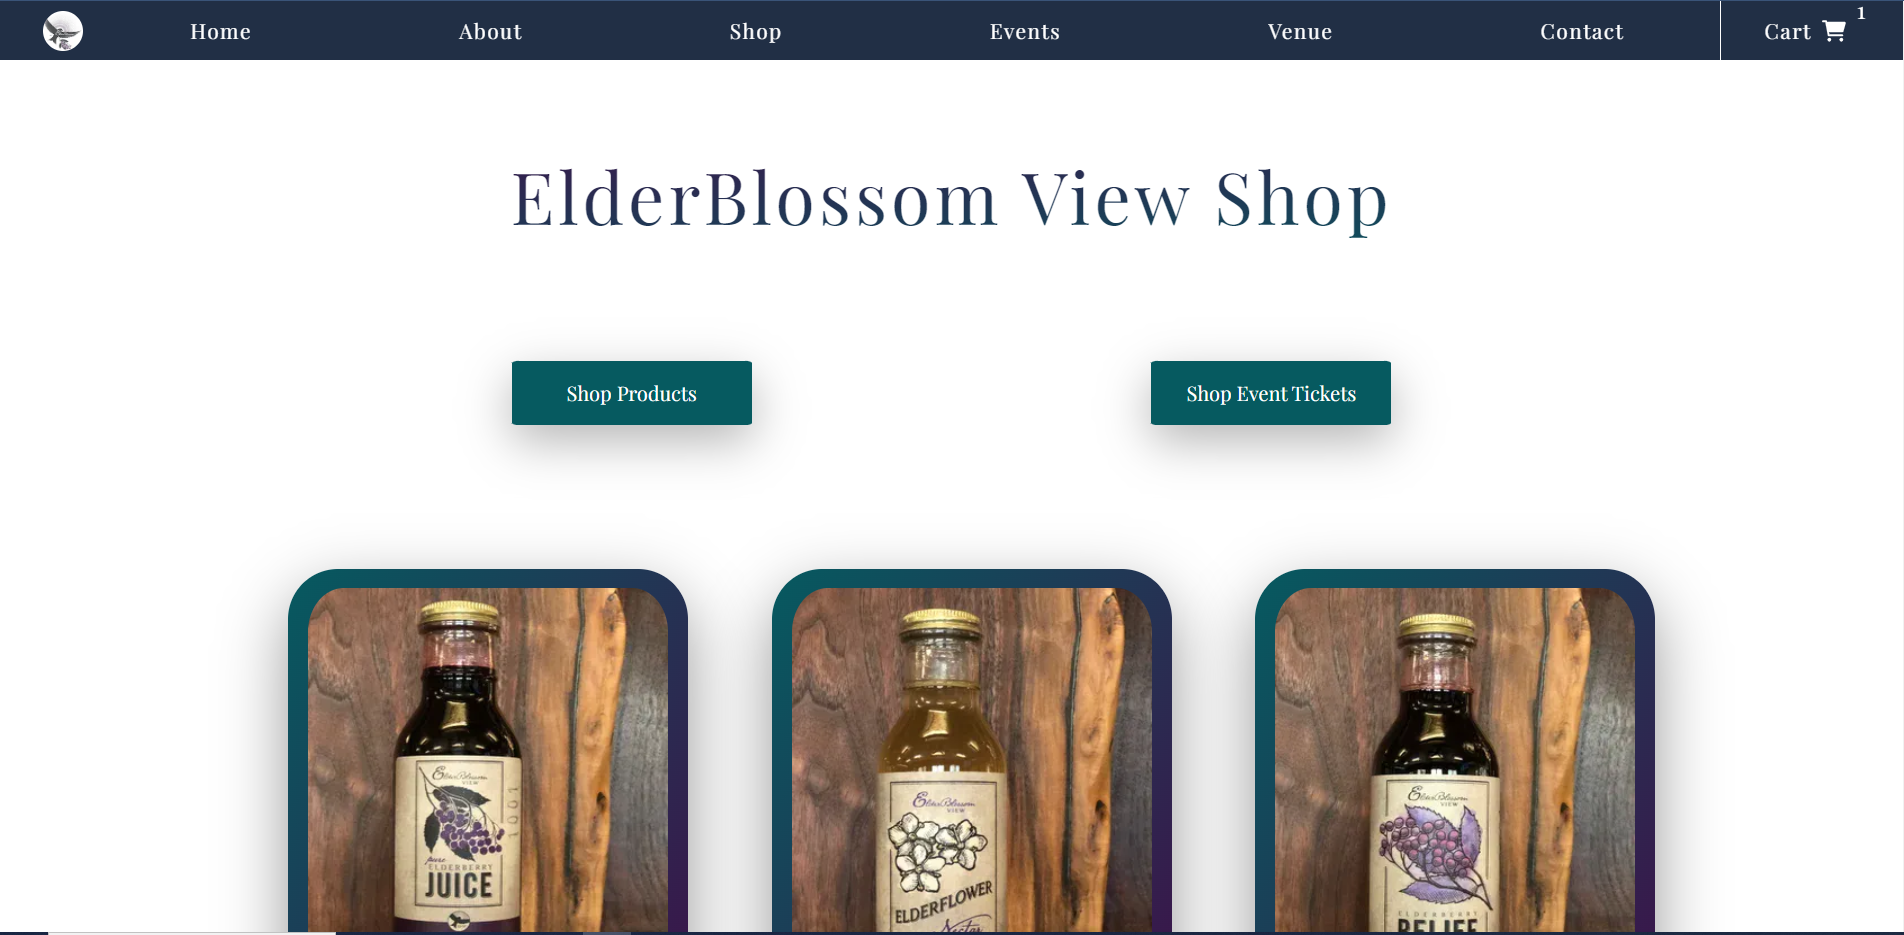 Home About Shop Events Venue Contact Cart 1
ElderBlossom View Shop
Shop Products Shop Event Tickets
ElderBlossom
VIEW
pure
ELDERBERRY
JUICE
ElderBlossom
VIEW
ELDERFLOWER
Nectar
ElderBlossom
VIEW
ELDERBERRY
RELIEF